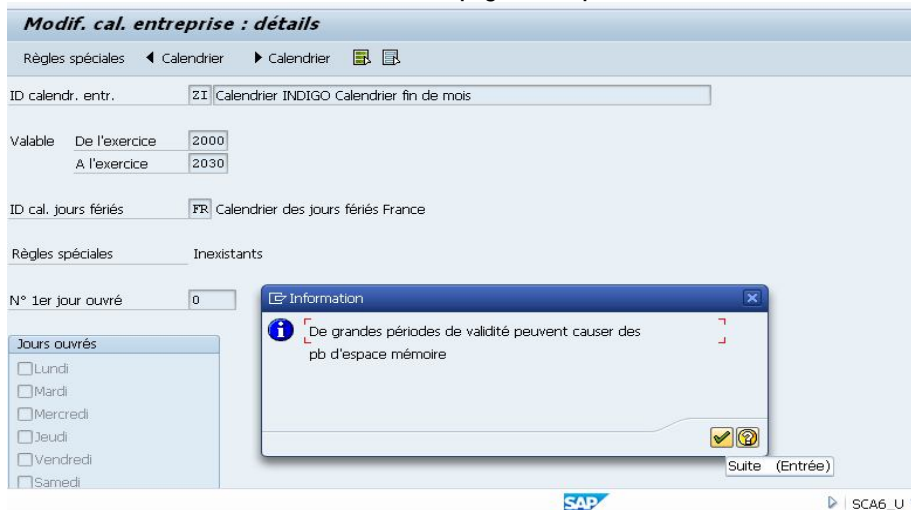 Modif. cal. entreprise : détails
Règles spéciales Calendrier Calendrier
ID calendr. entr. ZI Calendrier INDIGO Calendrier fin de mois
Valable De l'exercice 2000
A l'exercice 2030
ID cal. jours fériés FR Calendrier des jours fériés France
Règles spéciales Inexistants
N° 1er jour ouvré 0
Information
De grandes périodes de validité peuvent causer des
pb d'espace mémoire
Jours ouvrés
Lundi
Mardi
Mercredi
Jeudi
Vendredi
Suite (Entrée)
Samedi
SAP
SCA6_U